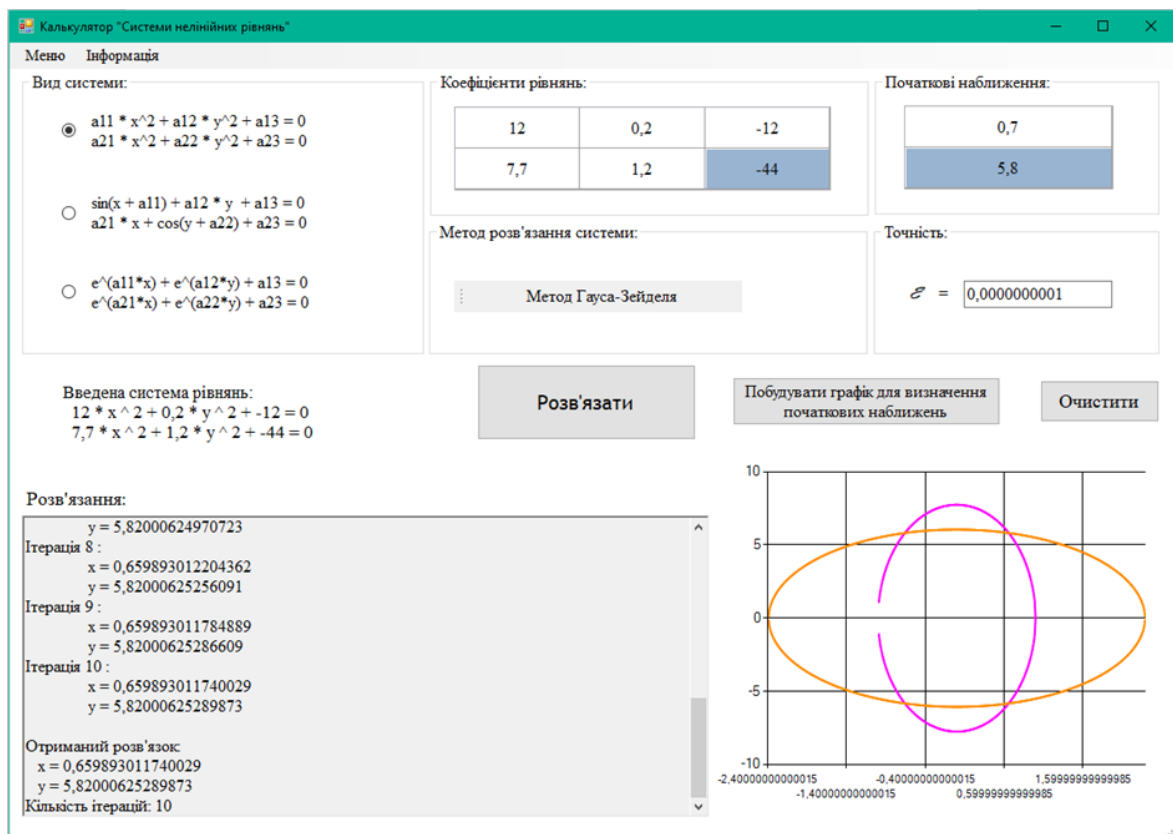 Калькулятор "Системи нелінійних рівнянь"
Меню Інформація
Вид системи:
a11 * x^2 + a12 * y^2 + a13 = 0
a21 * x^2 + a22 * y^2 + a23 = 0
sin(x + a11) + a12 * y + a13 = 0
a21 * x + cos(y + a22) + a23 = 0
e^(a11*x) + e^(a12*y) + a13 = 0
e^(a21*x) + e^(a22*y) + a23 = 0
Коефіцієнти рівнянь:
12 0,2 -12
7,7 1,2 -44
Початкові наближення:
0,7
5,8
Метод розв'язання системи:
Метод Гауса-Зейделя
Точність:
ℰ = 0,0000000001
Введена система рівнянь:
12 * x ^ 2 + 0,2 * y ^ 2 + -12 = 0
7,7 * x ^ 2 + 1,2 * y ^ 2 + -44 = 0
Розв'язати
Побудувати графік для визначення
початкових наближень
Очистити
Розв'язання:
y = 5,82000624970723
Ітерація 8 :
x = 0,659893012204362
y = 5,82000625256091
Ітерація 9 :
x = 0,659893011784889
y = 5,82000625286609
Ітерація 10 :
x = 0,659893011740029
y = 5,82000625289873
Отриманий розв'язок:
x = 0,659893011740029
y = 5,82000625289873
Кількість ітерацій: 10
10
5
0
-5
-10
-2,40000000000015 -0,40000000000015 1,59999999999985
-1,40000000000015 0,59999999999985